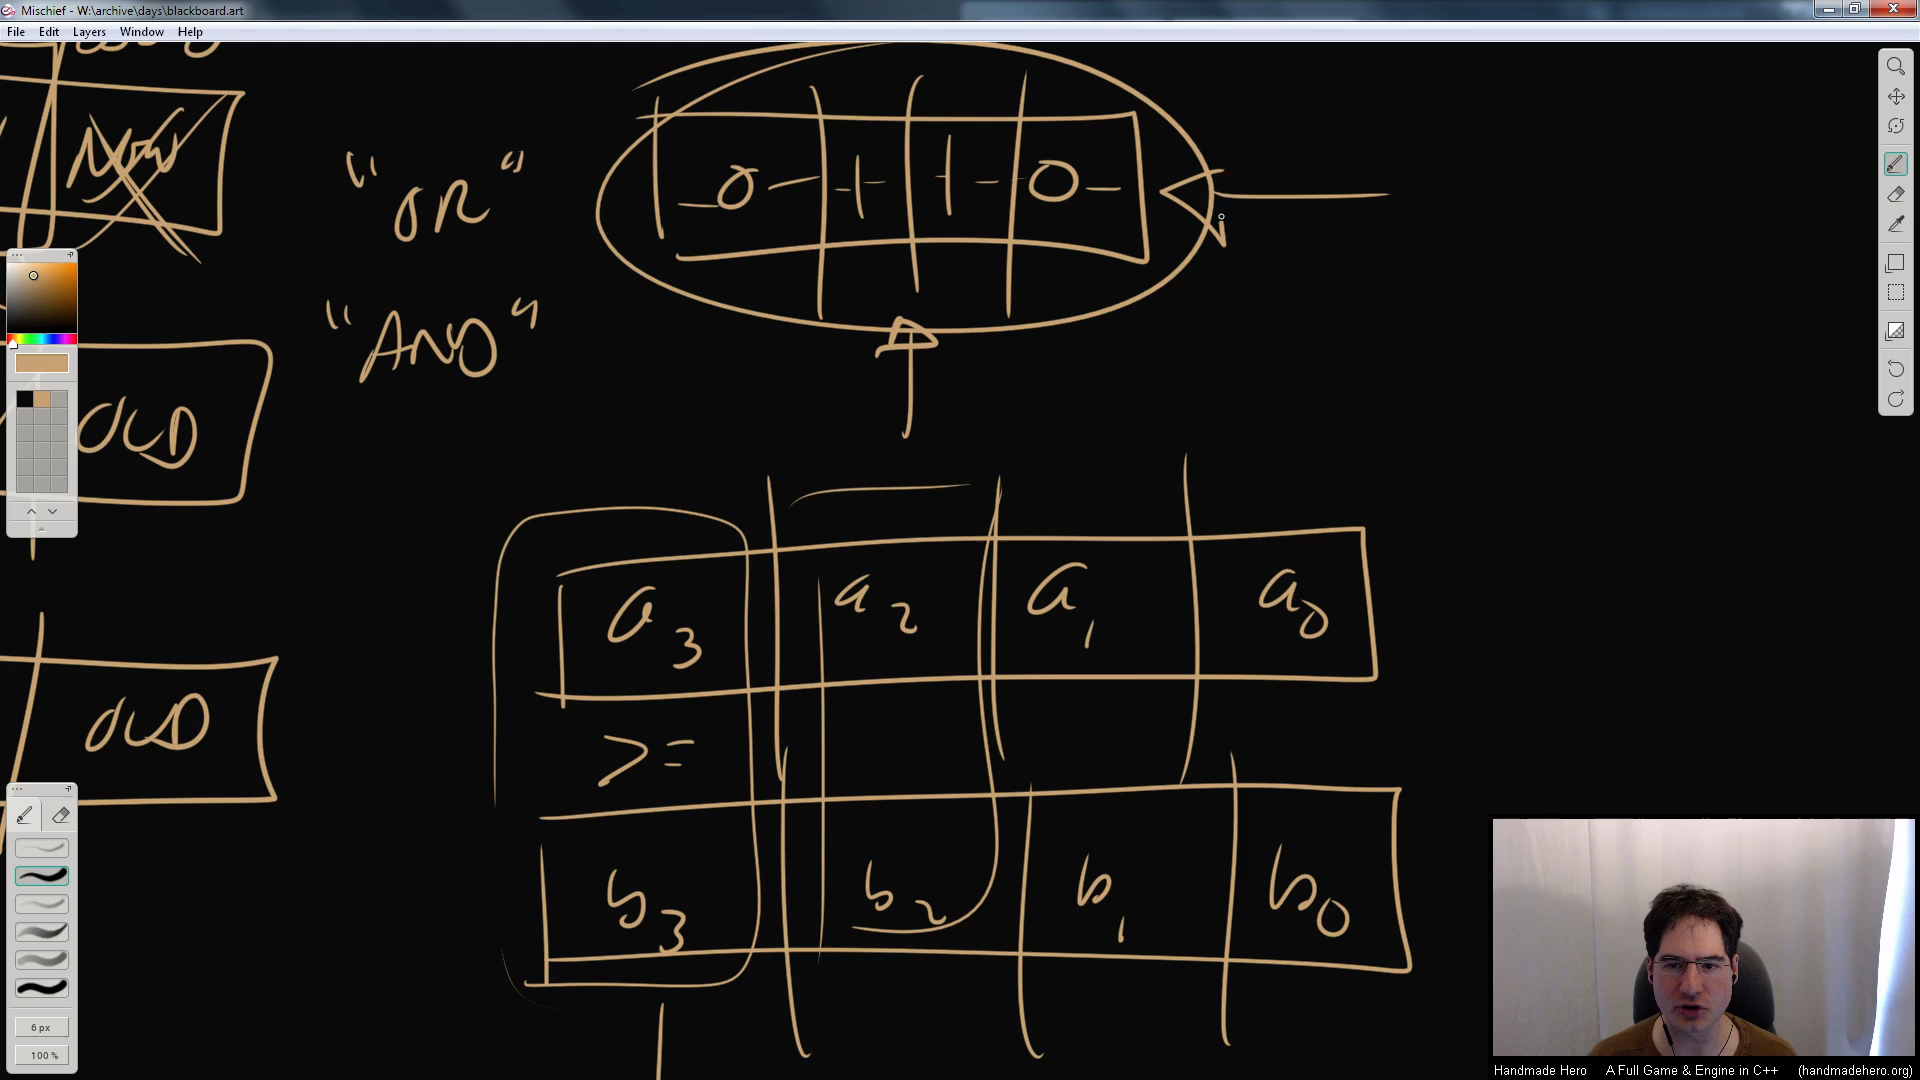 Mischief - W:\archive\days\blackboard.art
File Edit Layers Window Help
NEW
"OR"
0 1 1 0
"AND"
OLD
a3 a2 a1 a0
>=
OLD
b3 b2 b1 b0
6 px
100 %
Handmade Hero A Full Game & Engine in C++ (handmadehero.org)